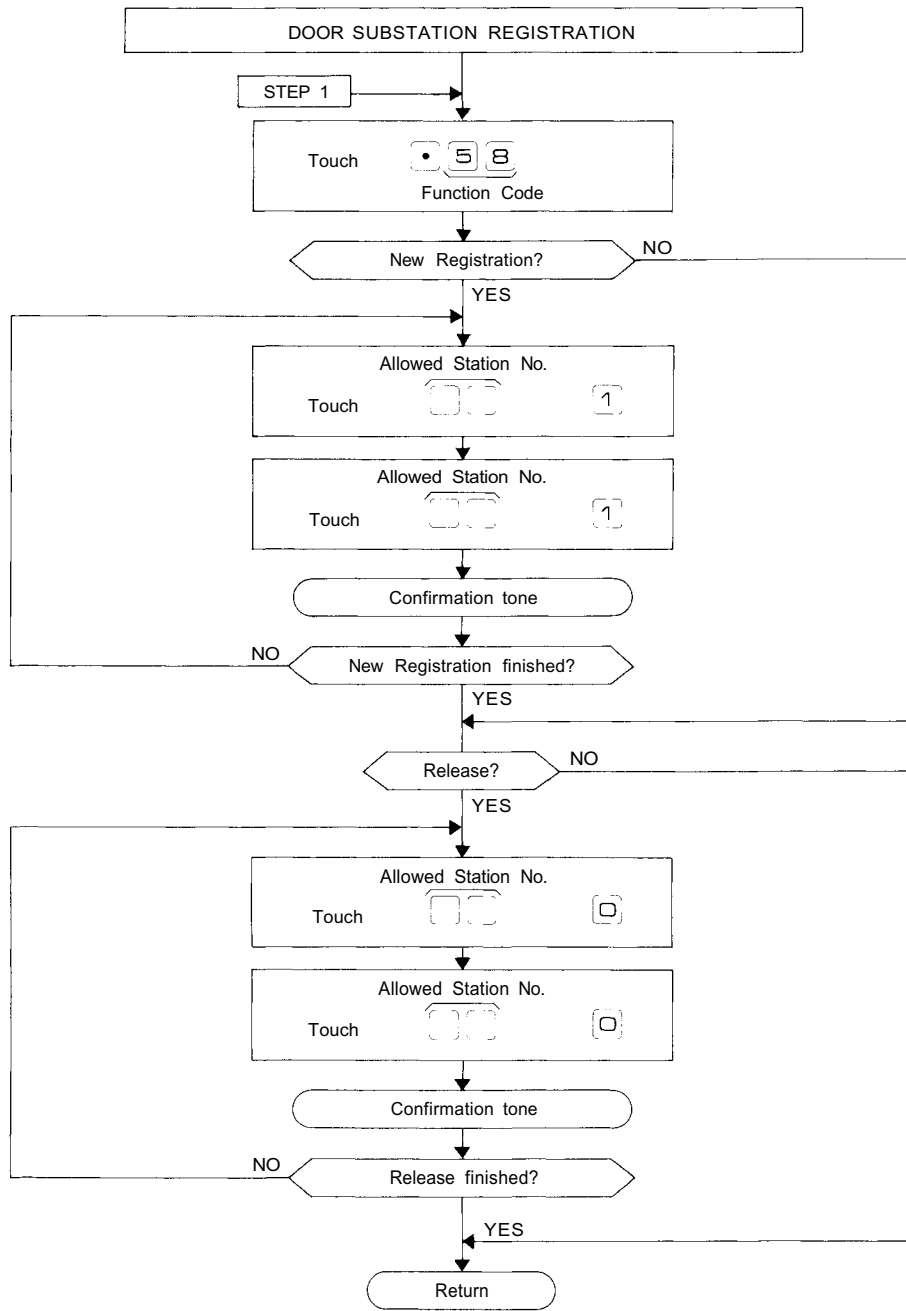 DOOR SUBSTATION REGISTRATION
STEP 1
Touch • 5 8
Function Code
New Registration? NO
YES
Allowed Station No.
Touch 1
Allowed Station No.
Touch 1
Confirmation tone
NO New Registration finished?
YES
Release? NO
YES
Allowed Station No.
Touch 0
Allowed Station No.
Touch 0
Confirmation tone
NO Release finished?
YES
Return